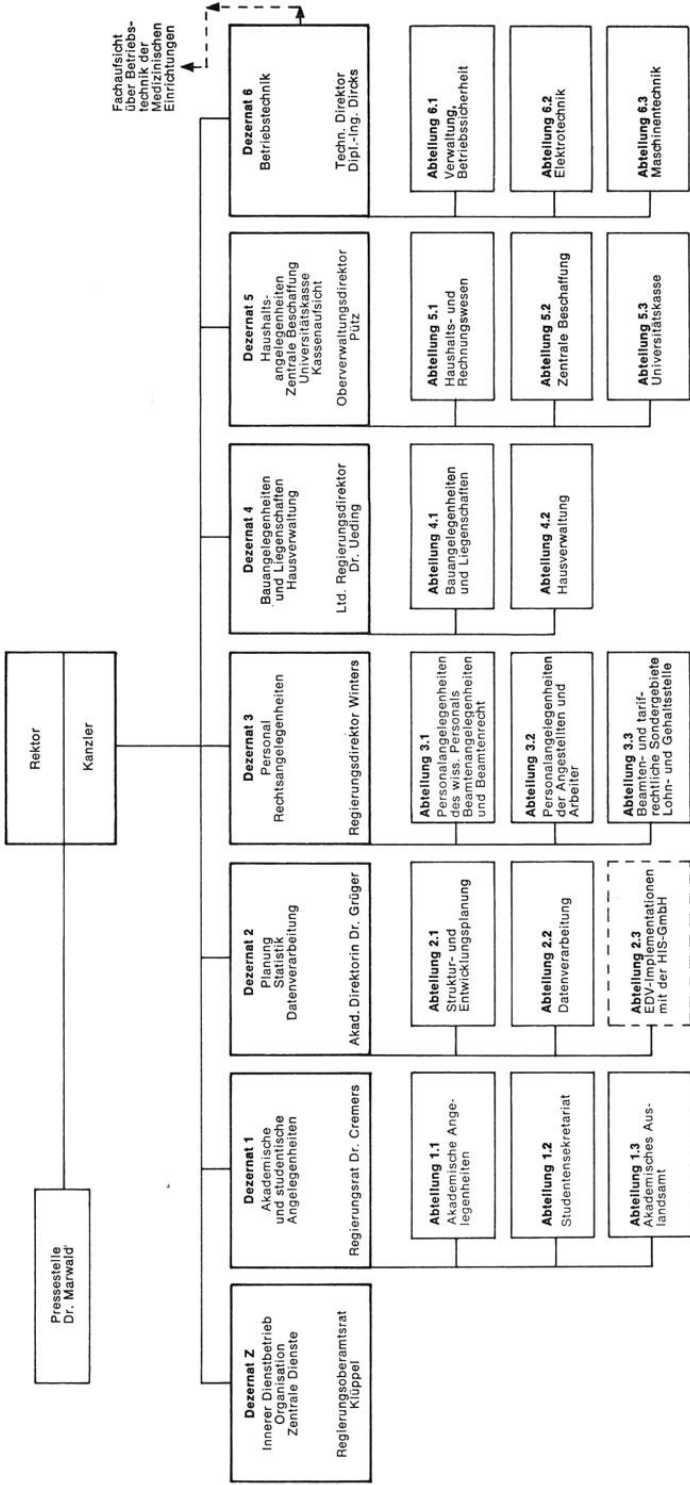 Rektor
Kanzler
Pressestelle
Dr. Marwald
Fachaufsicht
über Betriebs-
technik der
Medizinischen
Einrichtungen
Dezernat Z
Innerer Dienstbetrieb
Organisation
Zentrale Dienste
Regierungsoberamtsrat
Klüppel
Dezernat 1
Akademische
und studentische
Angelegenheiten
Regierungsrat Dr. Cremers
Abteilung 1.1
Akademische Ange-
legenheiten
Abteilung 1.2
Studentensekretariat
Abteilung 1.3
Akademisches Aus-
landsamt
Dezernat 2
Planung
Statistik
Datenverarbeitung
Akad. Direktorin Dr. Grüger
Abteilung 2.1
Struktur- und
Entwicklungsplanung
Abteilung 2.2
Datenverarbeitung
Abteilung 2.3
EDV-Implementationen
mit der HIS-GmbH
Dezernat 3
Personal
Rechtsangelegenheiten
Regierungsdirektor Winters
Abteilung 3.1
Personalangelegenheiten
des wiss. Personals
Beamtenangelegenheiten
und Beamtenrecht
Abteilung 3.2
Personalangelegenheiten
der Angestellten und
Arbeiter
Abteilung 3.3
Beamten- und tarif-
rechtliche Sondergebiete
Lohn- und Gehaltsstelle
Dezernat 4
Bauangelegenheiten
und Liegenschaften
Hausverwaltung
Ltd. Regierungsdirektor
Dr. Ueding
Abteilung 4.1
Bauangelegenheiten
und Liegenschaften
Abteilung 4.2
Hausverwaltung
Dezernat 5
Haushalts-
angelegenheiten
Zentrale Beschaffung
Universitätskasse
Kassenaufsicht
Oberverwaltungsdirektor
Pütz
Abteilung 5.1
Haushalts- und
Rechnungswesen
Abteilung 5.2
Zentrale Beschaffung
Abteilung 5.3
Universitätskasse
Dezernat 6
Betriebstechnik
Techn. Direktor
Dipl.-Ing. Dircks
Abteilung 6.1
Verwaltung,
Betriebssicherheit
Abteilung 6.2
Elektrotechnik
Abteilung 6.3
Maschinentechnik